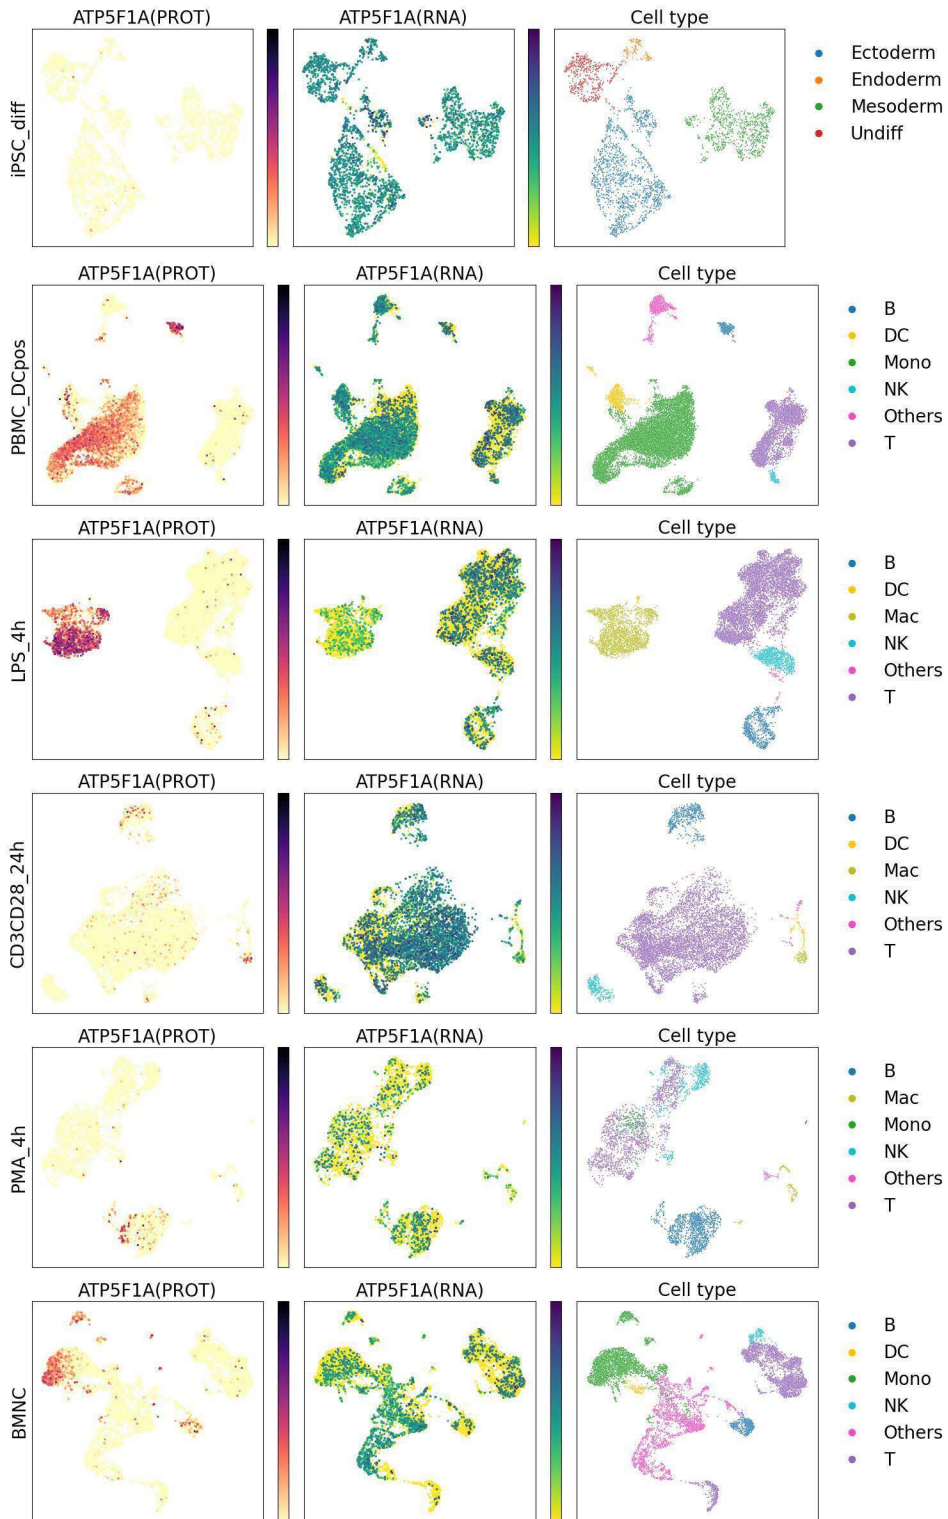 ATP5F1A(PROT) ATP5F1A(RNA) Cell type
iPSC_diff
Ectoderm
Endoderm
Mesoderm
Undiff
ATP5F1A(PROT) ATP5F1A(RNA) Cell type
PBMC_DCpos
B
DC
Mono
NK
Others
T
ATP5F1A(PROT) ATP5F1A(RNA) Cell type
LPS_4h
B
DC
Mac
NK
Others
T
ATP5F1A(PROT) ATP5F1A(RNA) Cell type
CD3CD28_24h
B
DC
Mac
NK
Others
T
ATP5F1A(PROT) ATP5F1A(RNA) Cell type
PMA_4h
B
Mac
Mono
NK
Others
T
ATP5F1A(PROT) ATP5F1A(RNA) Cell type
BMNC
B
DC
Mono
NK
Others
T